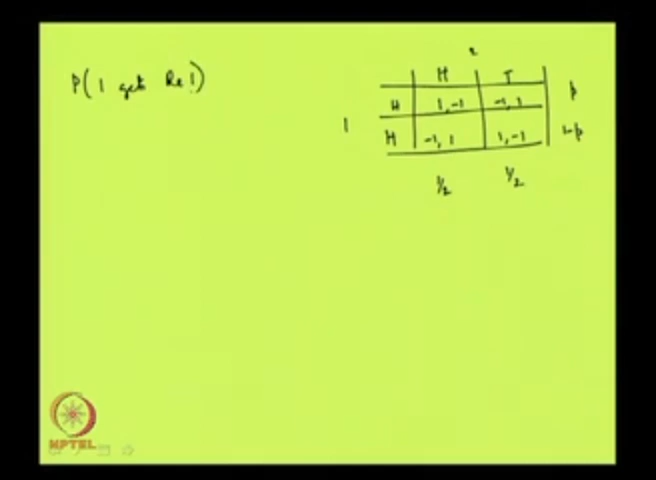 P(1 gets Re 1)
2
H T
H 1,-1 -1,1 p
1
H -1,1 1,-1 1-p
1/2 1/2
NPTEL